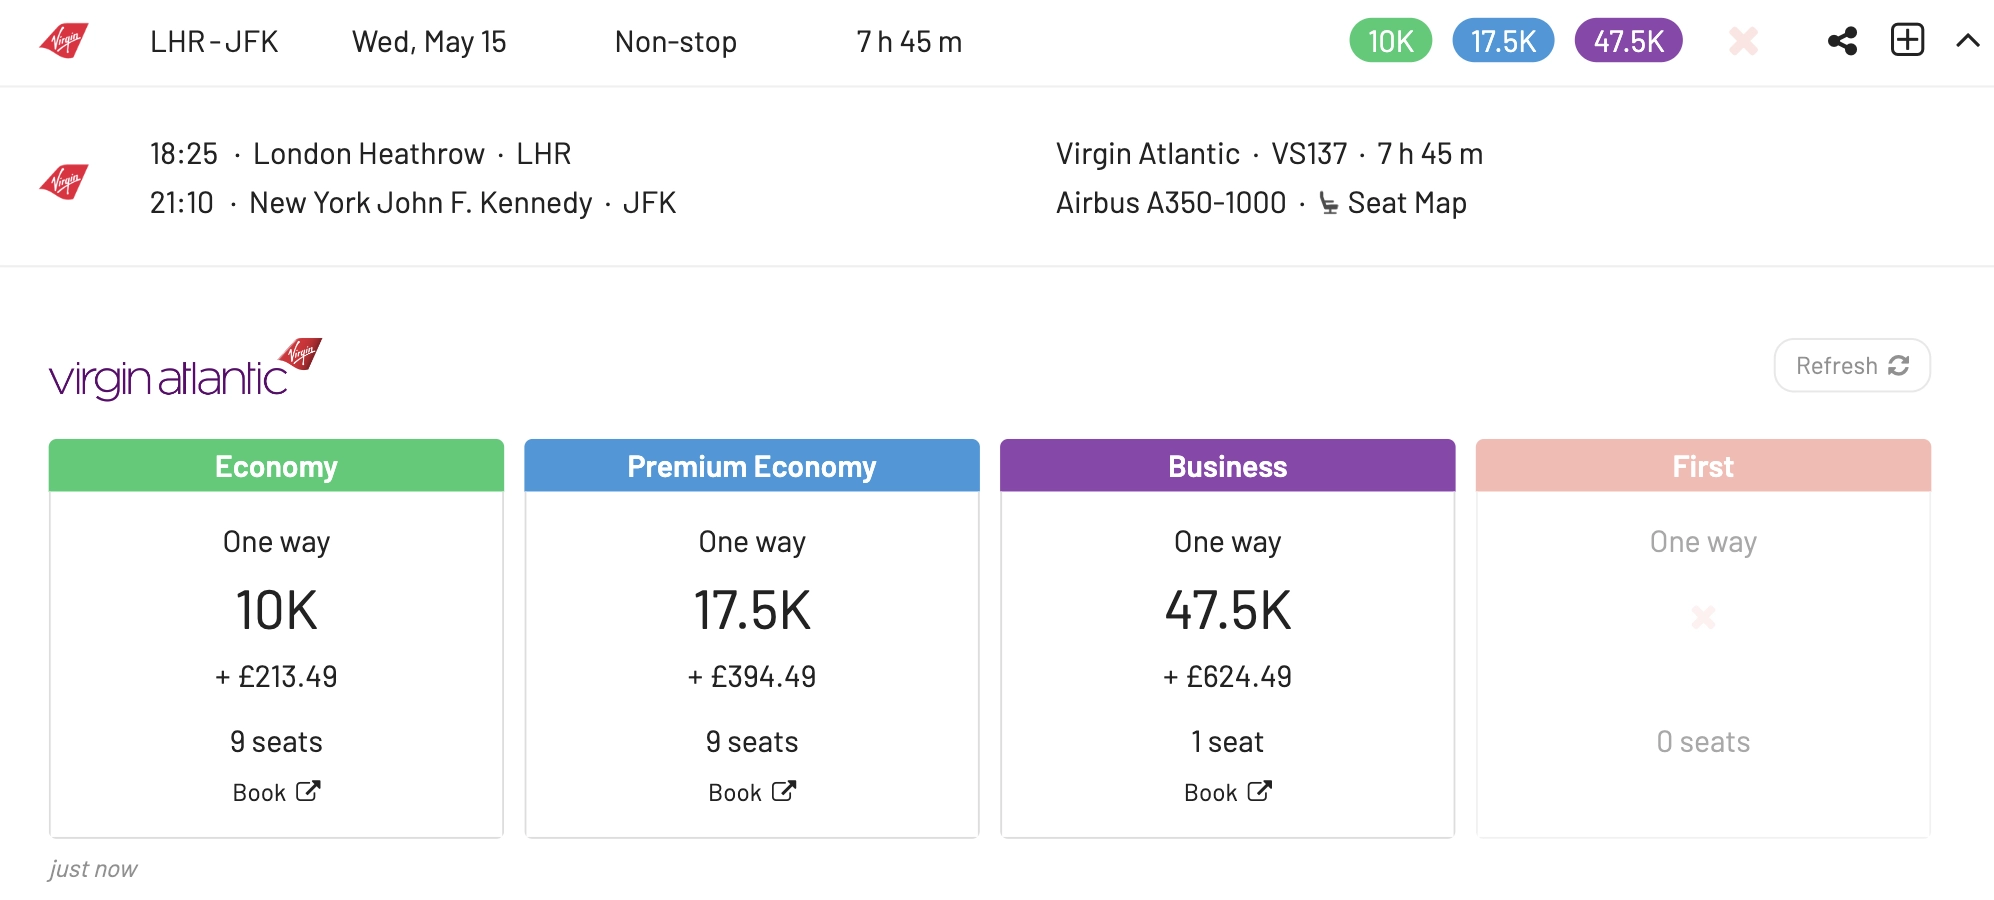 Virgin LHR - JFK Wed, May 15 Non-stop 7 h 45 m 10K 17.5K 47.5K
18:25 · London Heathrow · LHR Virgin Atlantic · VS137 · 7 h 45 m
Virgin
21:10 · New York John F. Kennedy · JFK Airbus A350-1000 · Seat Map
virgin atlantic Virgin
Refresh
Economy Premium Economy Business First
One way One way One way One way
10K 17.5K 47.5K
+ £213.49 + £394.49 + £624.49
9 seats 9 seats 1 seat 0 seats
Book Book Book
just now